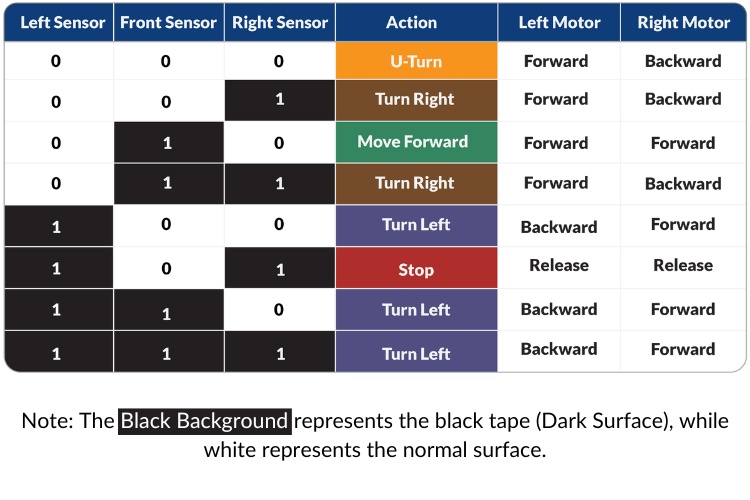 Left Sensor Front Sensor Right Sensor Action Left Motor Right Motor
0 0 0 U-Turn Forward Backward
0 0 1 Turn Right Forward Backward
0 1 0 Move Forward Forward Forward
0 1 1 Turn Right Forward Backward
1 0 0 Turn Left Backward Forward
1 0 1 Stop Release Release
1 1 0 Turn Left Backward Forward
1 1 1 Turn Left Backward Forward
Note: The Black Background represents the black tape (Dark Surface), while
white represents the normal surface.